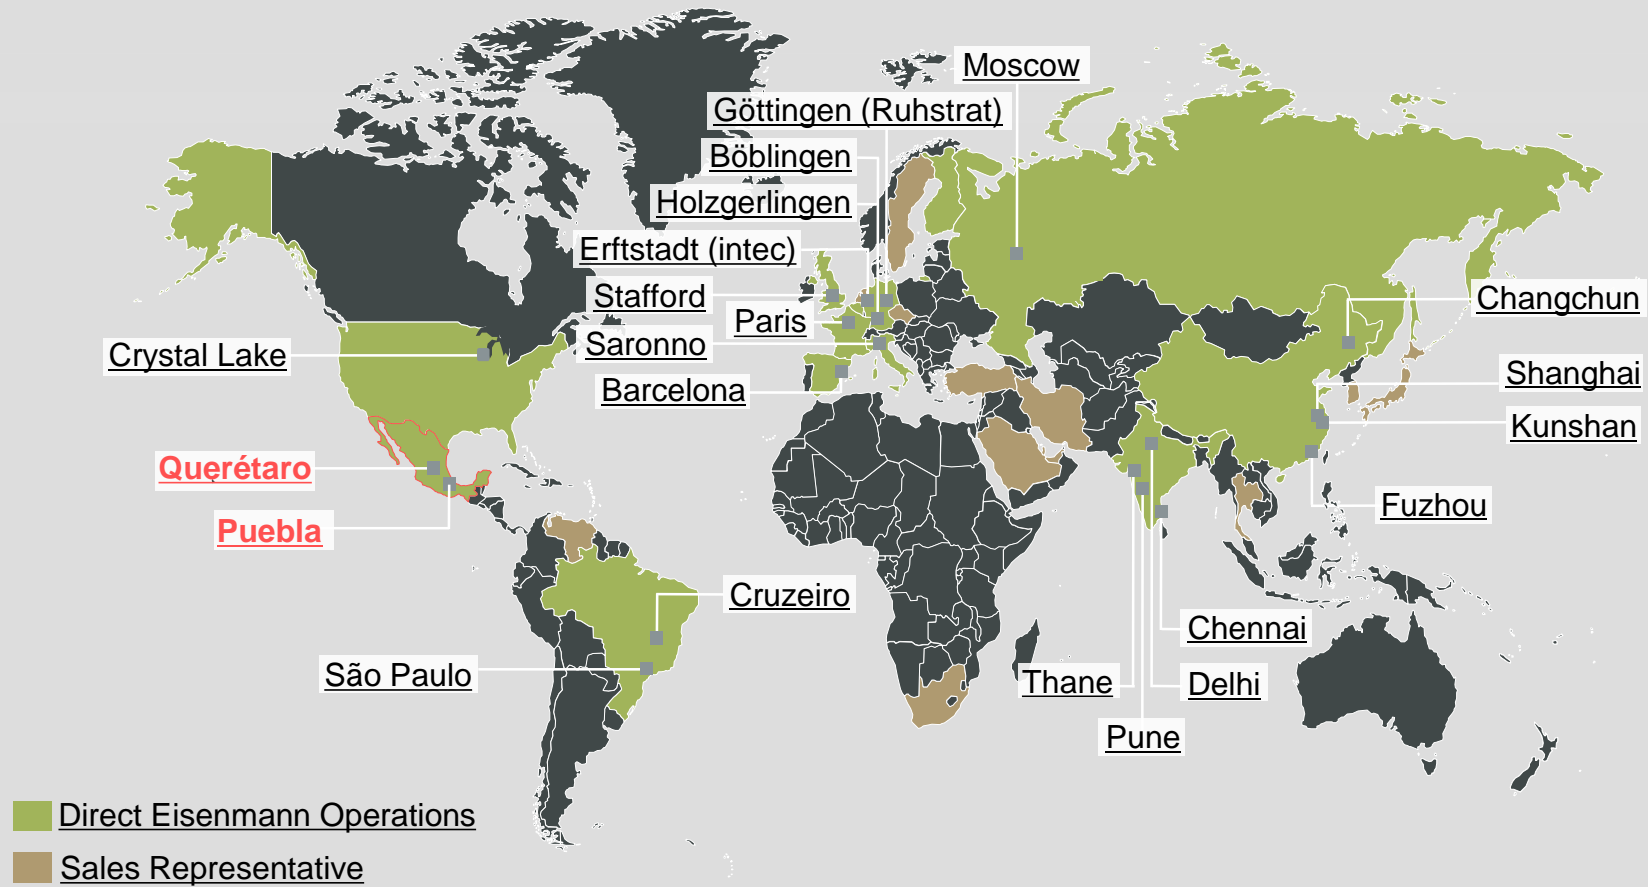 Moscow
Göttingen (Ruhstrat)
Böblingen
Holzgerlingen
Erftstadt (intec)
Stafford
Paris
Saronno
Barcelona
Crystal Lake
Changchun
Shanghai
Kunshan
Fuzhou
Querétaro
Puebla
Cruzeiro
São Paulo
Chennai
Thane
Delhi
Pune
Direct Eisenmann Operations
Sales Representative